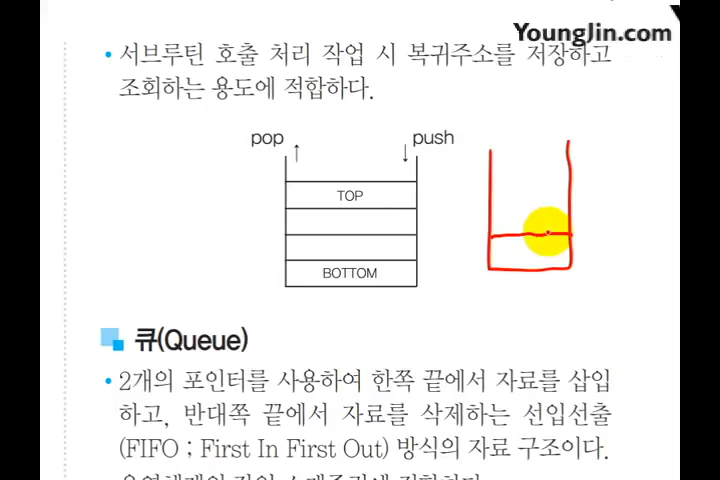 YoungJin.com
• 서브루틴 호출 처리 작업 시 복귀주소를 저장하고
조회하는 용도에 적합하다.
pop ↑ ↓ push
TOP
BOTTOM
큐(Queue)
• 2개의 포인터를 사용하여 한쪽 끝에서 자료를 삽입
하고, 반대쪽 끝에서 자료를 삭제하는 선입선출
(FIFO ; First In First Out) 방식의 자료 구조이다.